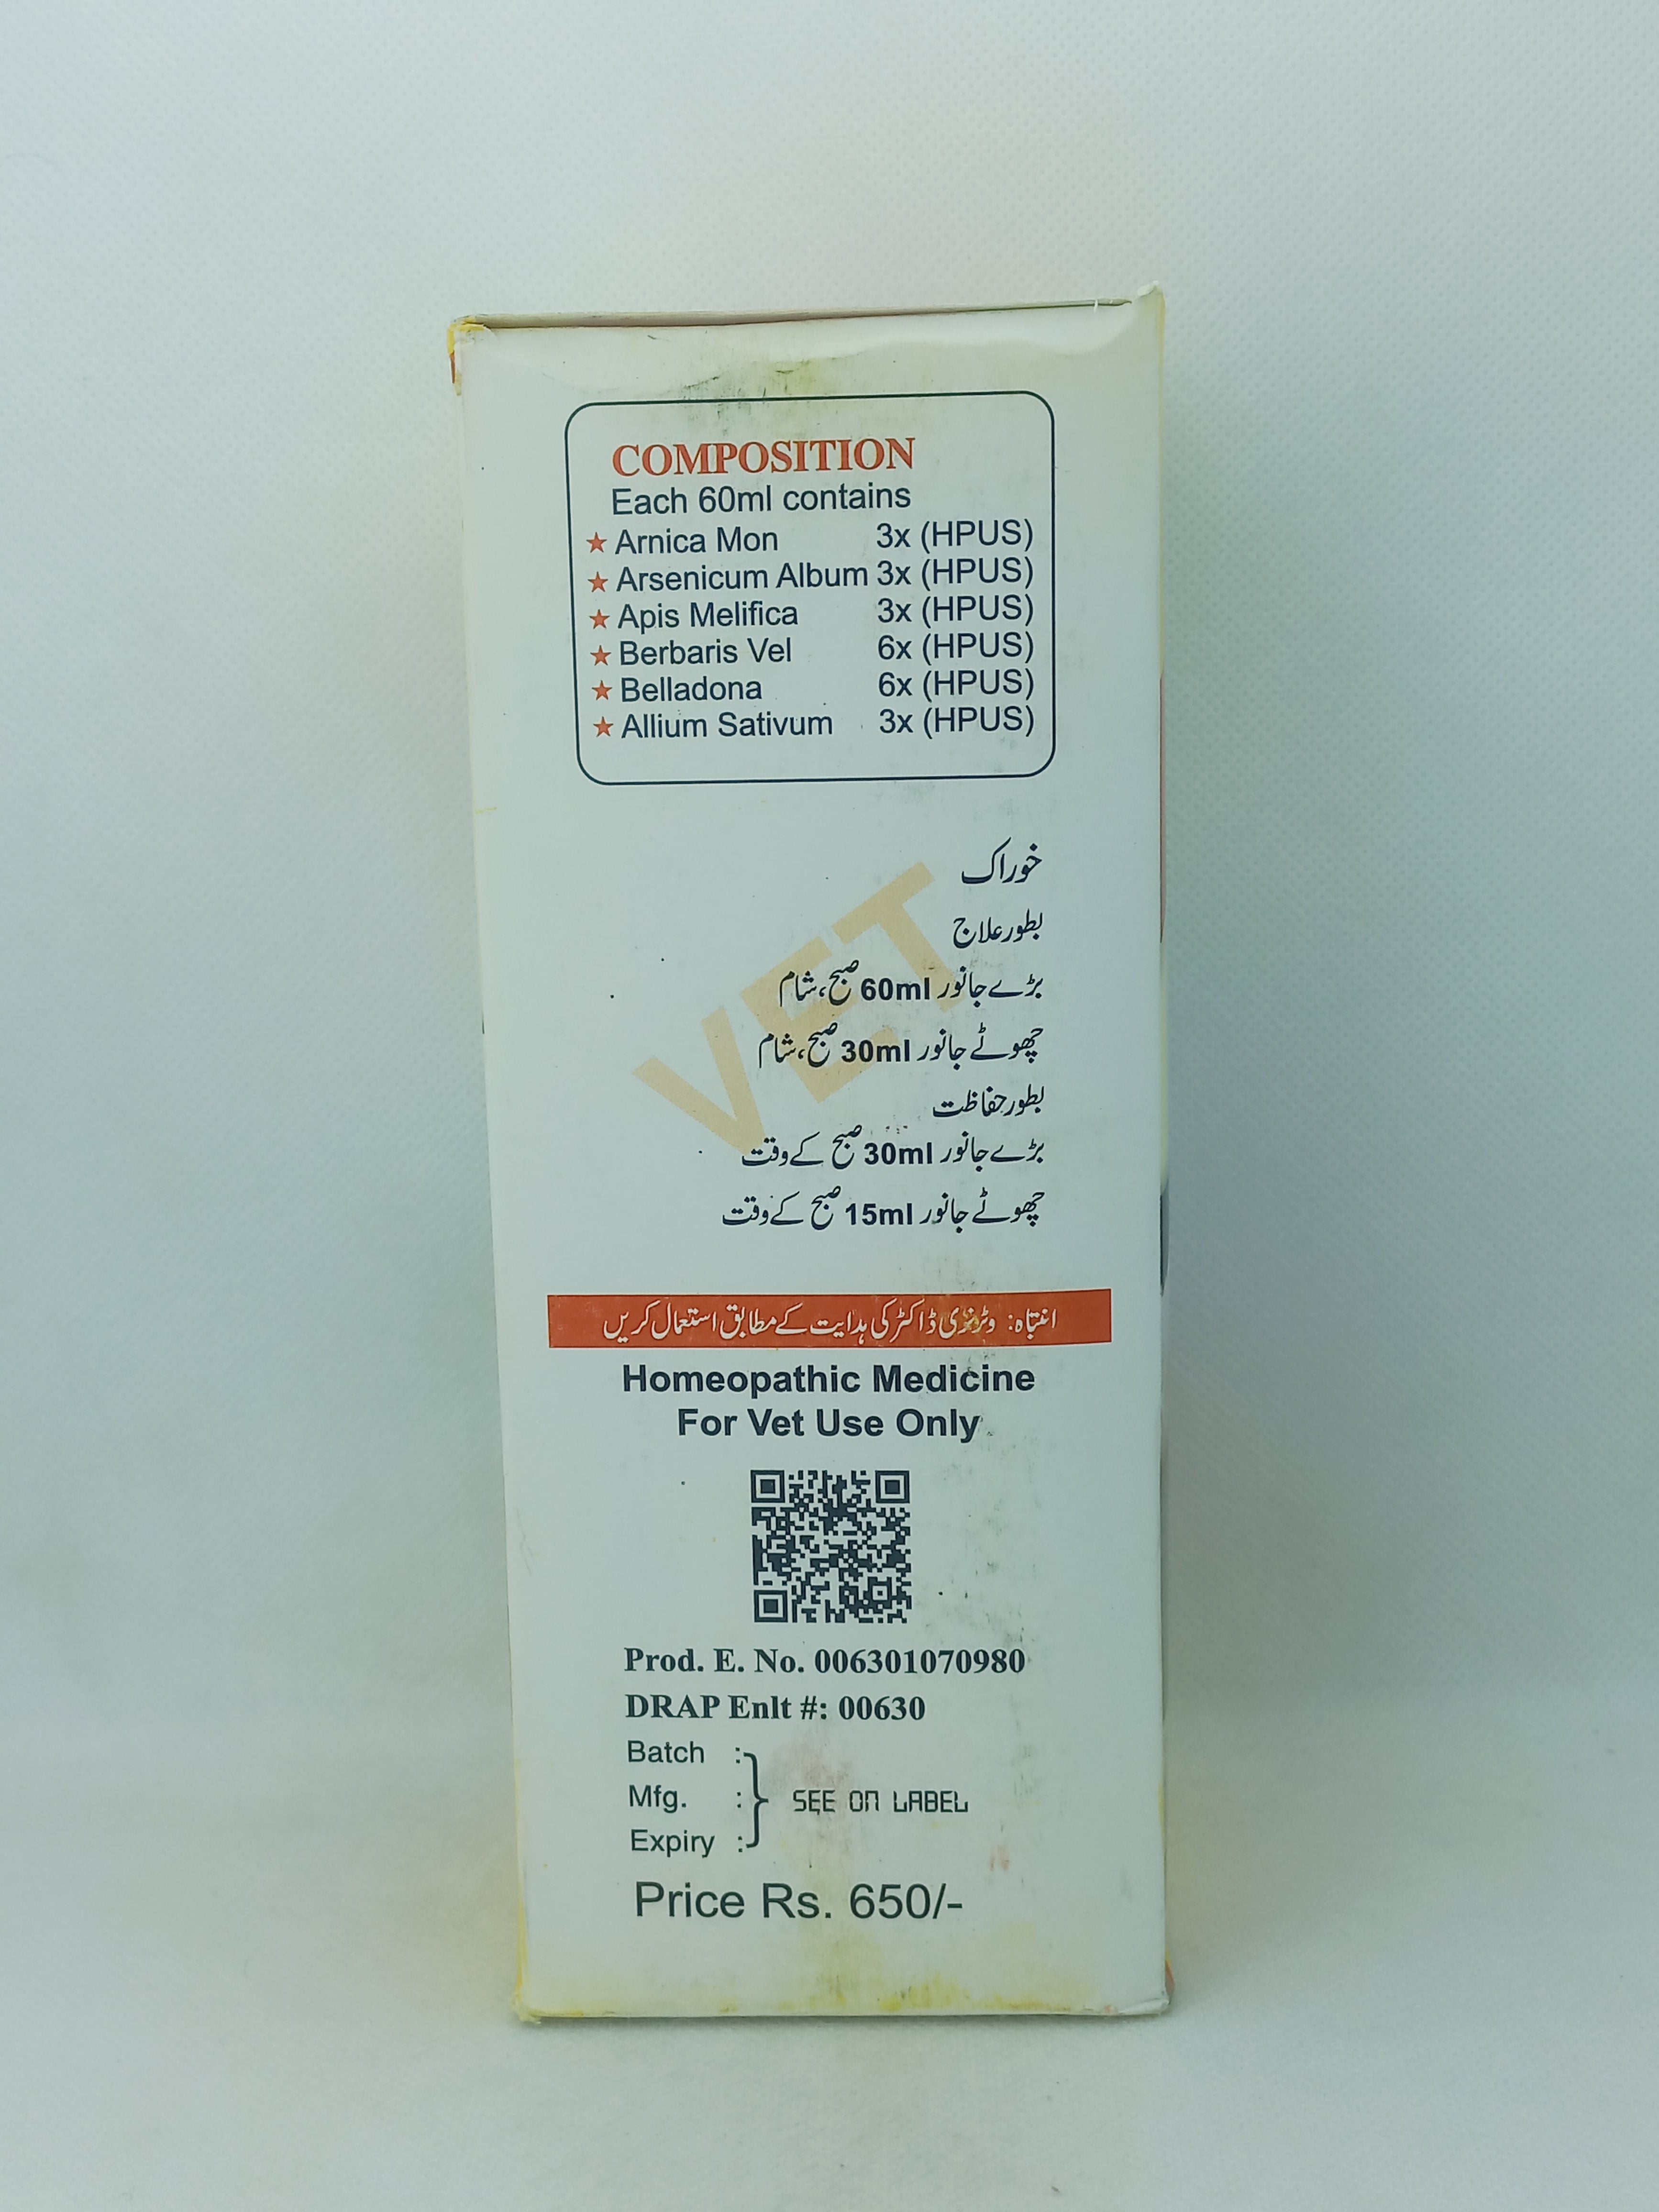 COMPOSITION
Each 60ml contains
★ Arnica Mon 3x (HPUS)
★ Arsenicum Album 3x (HPUS)
★ Apis Melifica 3x (HPUS)
★ Berbaris Vel 6x (HPUS)
★ Belladona 6x (HPUS)
★ Allium Sativum 3x (HPUS)
خوراک
بطور علاج
بڑے جانور 60ml صبح، شام
چھوٹے جانور 30ml صبح، شام
بطور حفاظت
بڑے جانور 30ml صبح کے وقت
چھوٹے جانور 15ml صبح کے وقت
VET
انتباہ: وٹرنری ڈاکٹر کی ہدایت کے مطابق استعمال کریں
Homeopathic Medicine
For Vet Use Only
Prod. E. No. 006301070980
DRAP Enlt #: 00630
Batch :
Mfg. : } SEE ON LABEL
Expiry :
Price Rs. 650/-